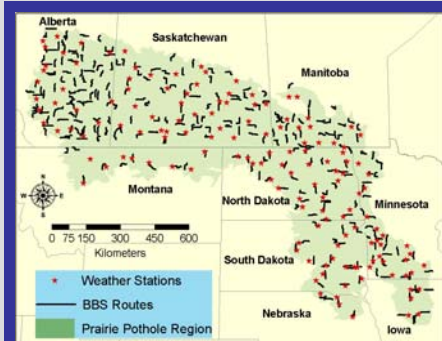 Alberta
Saskatchewan
Manitoba
Montana
North Dakota
Minnesota
South Dakota
Nebraska
Iowa
N
W E
S
0 75 150 300 450 600
Kilometers
Weather Stations
BBS Routes
Prairie Pothole Region